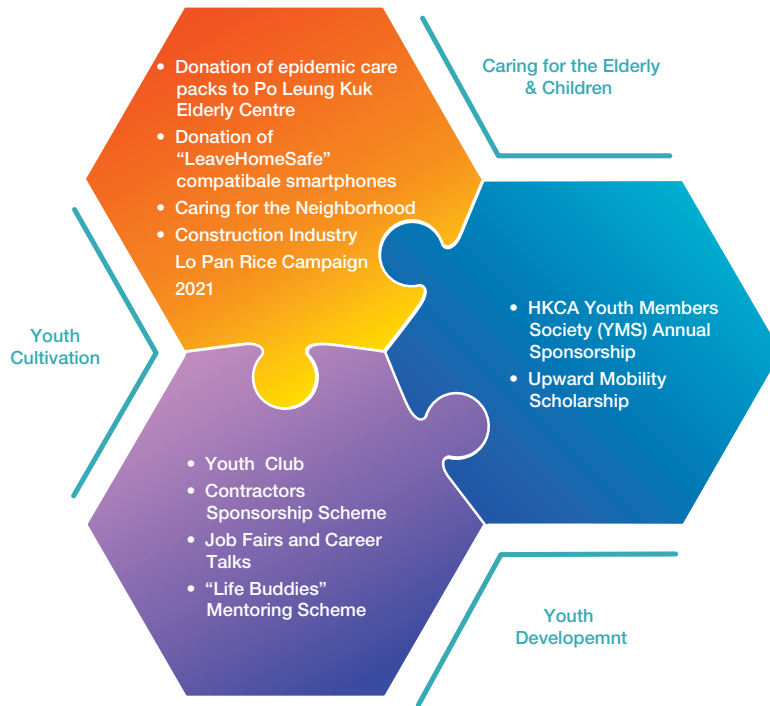 • Donation of epidemic care
packs to Po Leung Kuk
Elderly Centre
• Donation of
“LeaveHomeSafe”
compatibale smartphones
• Caring for the Neighborhood
• Construction Industry
Lo Pan Rice Campaign
2021
Caring for the Elderly
& Children
• HKCA Youth Members
Society (YMS) Annual
Sponsorship
• Upward Mobility
Scholarship
Youth
Cultivation
• Youth Club
• Contractors
Sponsorship Scheme
• Job Fairs and Career
Talks
• “Life Buddies”
Mentoring Scheme
Youth
Developemnt